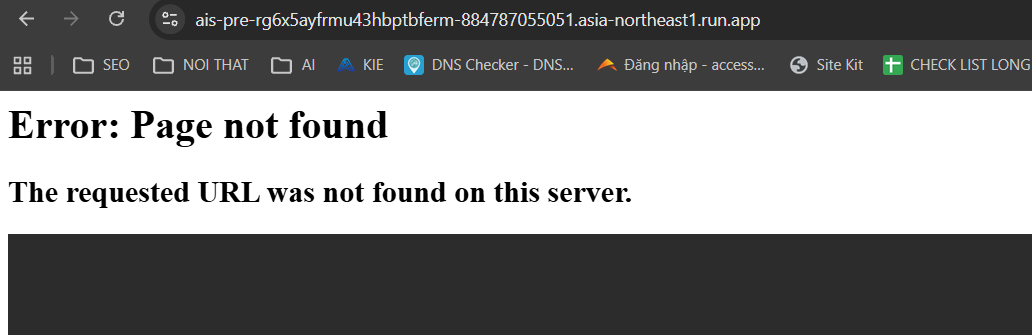 ais-pre-rg6x5ayfrmu43hbptbferm-884787055051.asia-northeast1.run.app
SEO NOI THAT AI KIE DNS Checker - DNS... Đăng nhập - access... Site Kit CHECK LIST LONG
Error: Page not found
The requested URL was not found on this server.